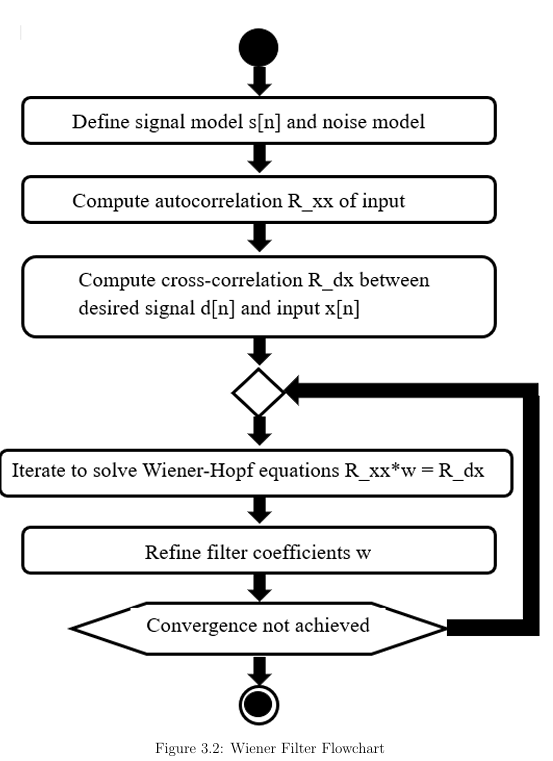 Define signal model s[n] and noise model
Compute autocorrelation R_xx of input
Compute cross-correlation R_dx between
desired signal d[n] and input x[n]
Iterate to solve Wiener-Hopf equations R_xx*w = R_dx
Refine filter coefficients w
Convergence not achieved
Figure 3.2: Wiener Filter Flowchart